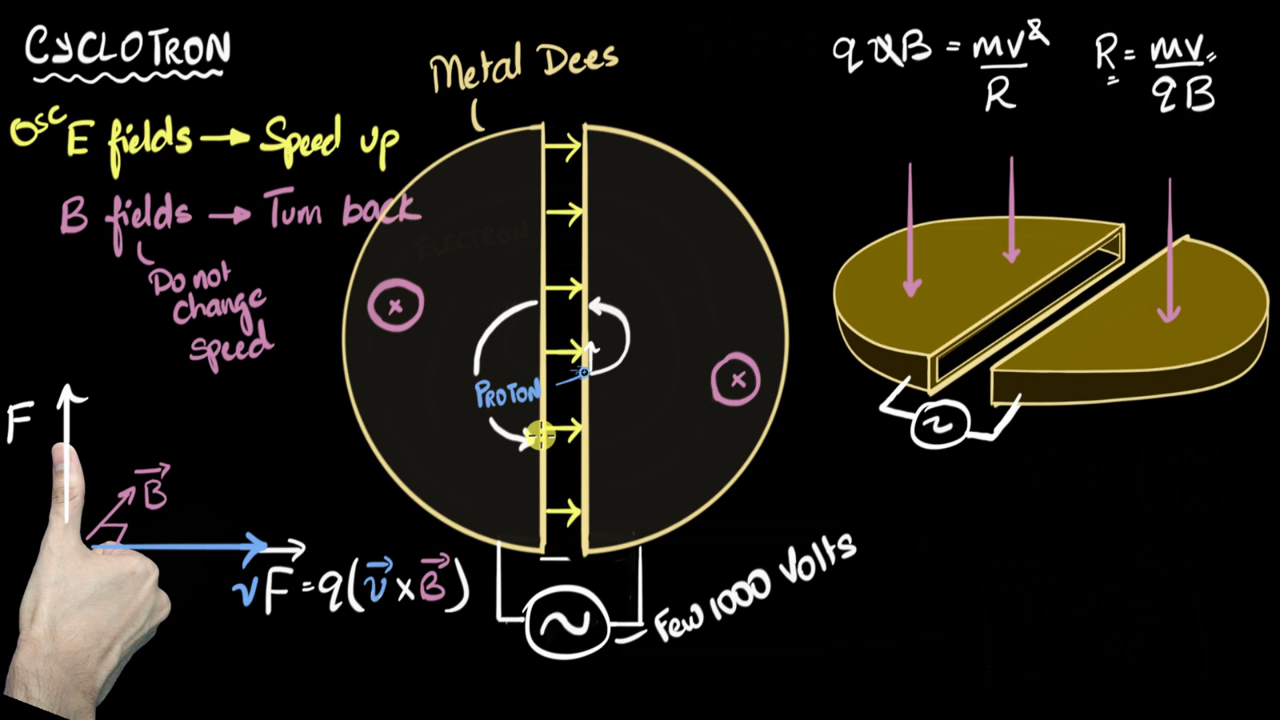 CYCLOTRON
Osc E fields → Speed up
B fields → Turn back
Do not
change
speed
Metal Dees
qvB = mv²/R
R = mv/qB
PROTON
F
B
v
F = q(v × B)
Few 1000 Volts
ELECTRON